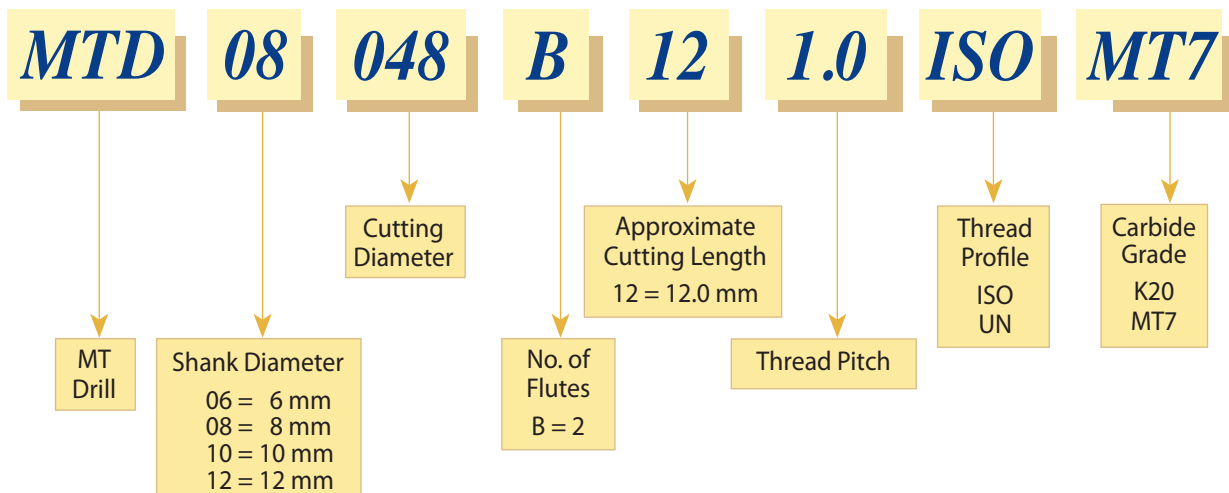 MTD 08 048 B 12 1.0 ISO MT7
MT
Drill
Shank Diameter
06 = 6 mm
08 = 8 mm
10 = 10 mm
12 = 12 mm
Cutting
Diameter
No. of
Flutes
B = 2
Approximate
Cutting Length
12 = 12.0 mm
Thread Pitch
Thread
Profile
ISO
UN
Carbide
Grade
K20
MT7